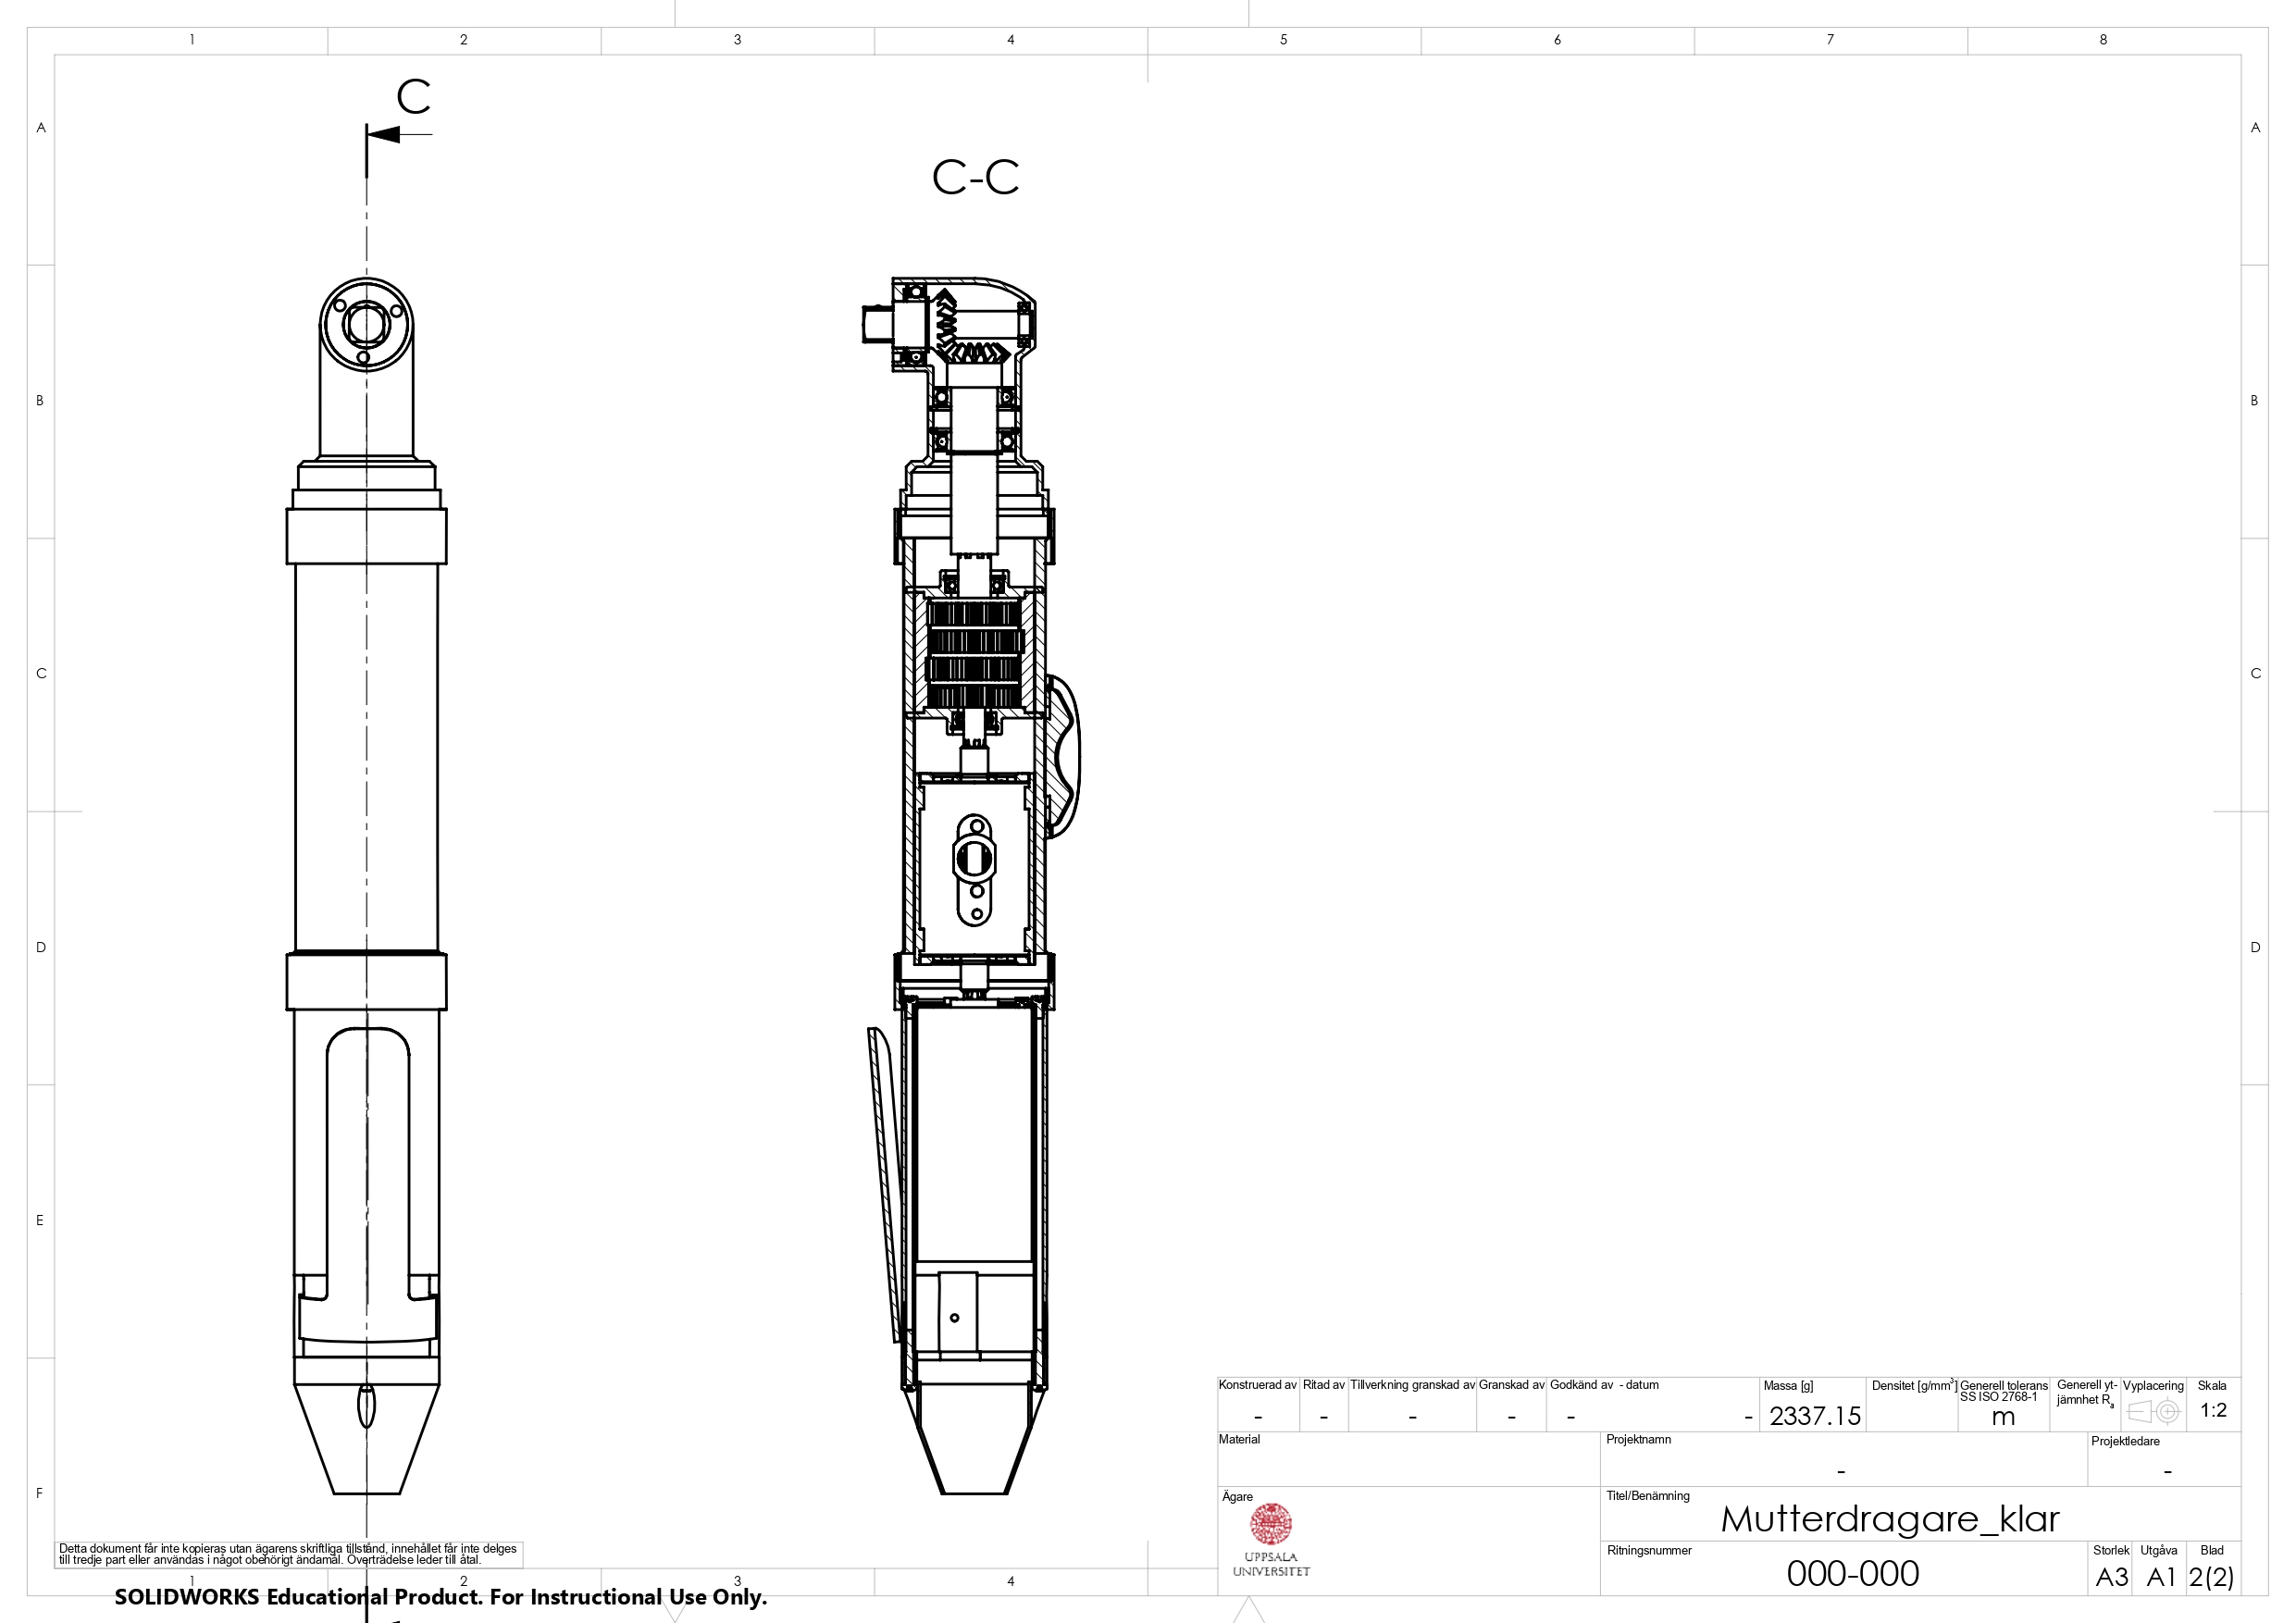 1 2 3 4 5 6 7 8
C
A A
C-C
B B
C C
D D
E
F
Konstruerad av Ritad av Tillverkning granskad av Granskad av Godkänd av - datum Massa [g] Densitet [g/mm³] Generell tolerans SS ISO 2768-1 Generell yt-jämnhet Ra Vyplacering Skala
- - - - - - 2337.15 m 1:2
Material Projektnamn Projektledare
- -
Ägare Titel/Benämning
Mutterdragare_klar
UPPSALA
UNIVERSITET
Ritningsnummer Storlek Utgåva Blad
000-000 A3 A1 2(2)
Detta dokument får inte kopieras utan ägarens skriftliga tillstånd, innehållet får inte delges
till tredje part eller användas i något obehörigt ändamål. Överträdelse leder till åtal.
1 2 3 4
SOLIDWORKS Educational Product. For Instructional Use Only.